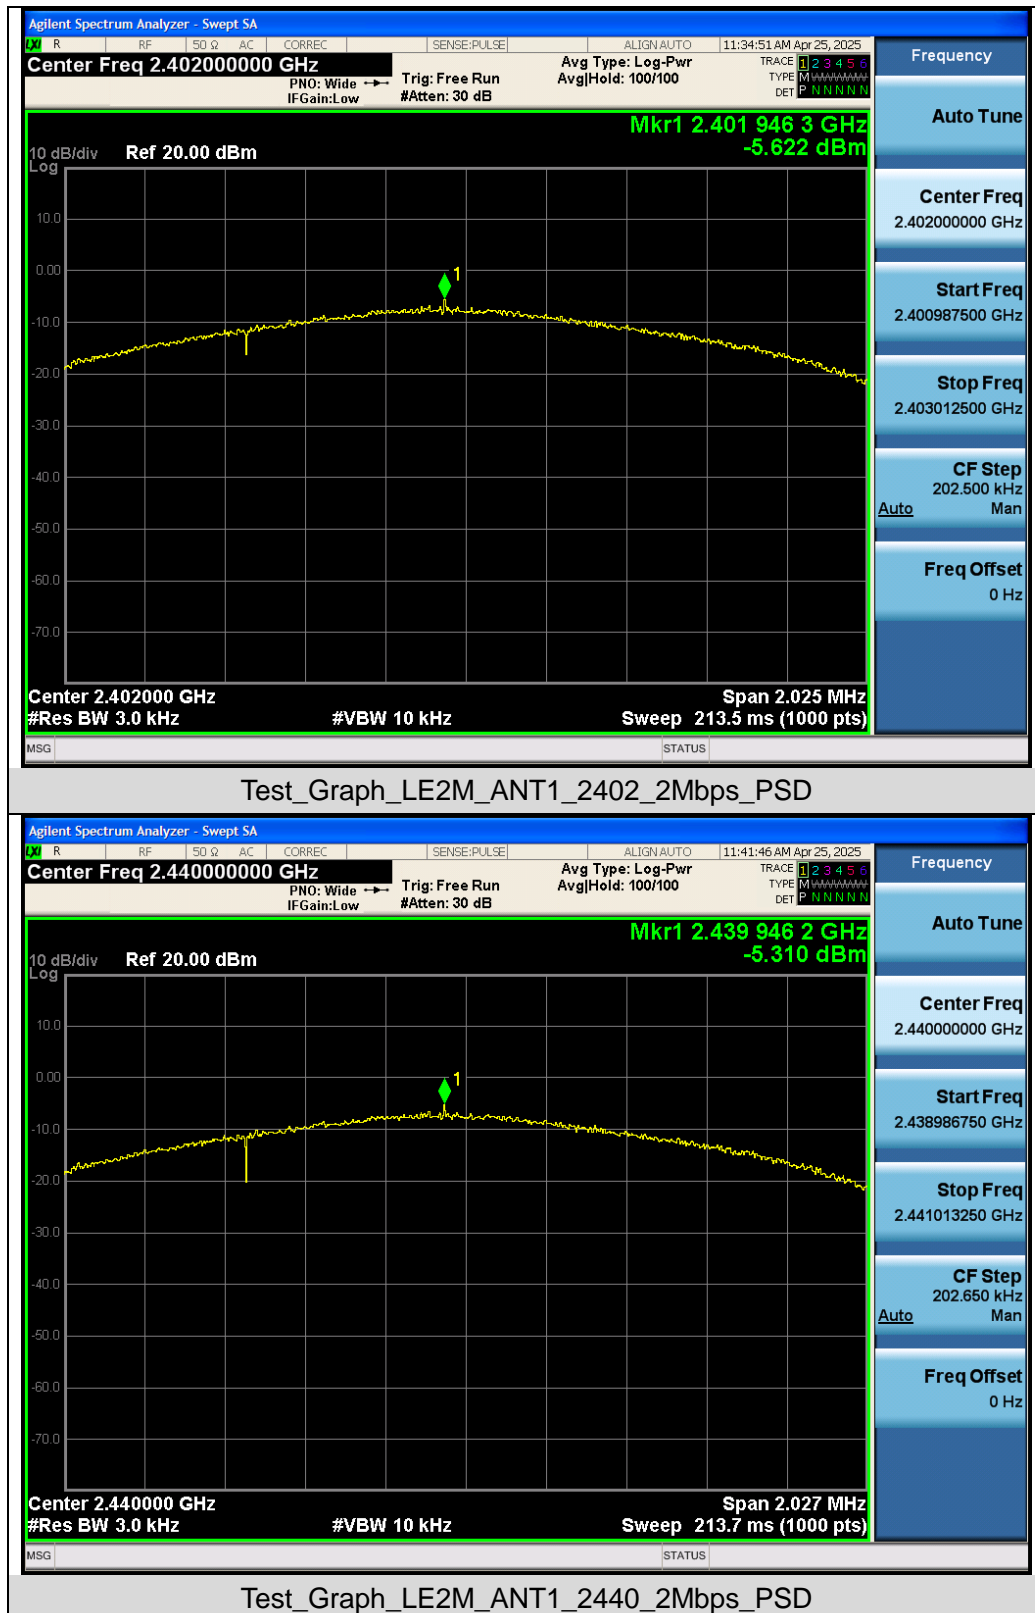 Agilent Spectrum Analyzer - Swept SA
LXI R RF 50 Ω AC CORREC SENSE:PULSE ALIGN AUTO 11:34:51 AM Apr 25, 2025
Center Freq 2.402000000 GHz Avg Type: Log-Pwr TRACE 1 2 3 4 5 6
PNO: Wide Trig: Free Run Avg|Hold: 100/100 TYPE M
IFGain:Low #Atten: 30 dB DET P N N N N N
Mkr1 2.401 946 3 GHz
-5.622 dBm
10 dB/div Ref 20.00 dBm
Log
10.0
0.00
-10.0
-20.0
-30.0
-40.0
-50.0
-60.0
-70.0
1
Center 2.402000 GHz Span 2.025 MHz
#Res BW 3.0 kHz #VBW 10 kHz Sweep 213.5 ms (1000 pts)
MSG STATUS
Frequency
Auto Tune
Center Freq
2.402000000 GHz
Start Freq
2.400987500 GHz
Stop Freq
2.403012500 GHz
CF Step
202.500 kHz
Auto Man
Freq Offset
0 Hz
Test_Graph_LE2M_ANT1_2402_2Mbps_PSD
Agilent Spectrum Analyzer - Swept SA
LXI R RF 50 Ω AC CORREC SENSE:PULSE ALIGN AUTO 11:41:46 AM Apr 25, 2025
Center Freq 2.440000000 GHz Avg Type: Log-Pwr TRACE 1 2 3 4 5 6
PNO: Wide Trig: Free Run Avg|Hold: 100/100 TYPE M
IFGain:Low #Atten: 30 dB DET P N N N N N
Mkr1 2.439 946 2 GHz
-5.310 dBm
10 dB/div Ref 20.00 dBm
Log
10.0
0.00
-10.0
-20.0
-30.0
-40.0
-50.0
-60.0
-70.0
1
Center 2.440000 GHz Span 2.027 MHz
#Res BW 3.0 kHz #VBW 10 kHz Sweep 213.7 ms (1000 pts)
MSG STATUS
Frequency
Auto Tune
Center Freq
2.440000000 GHz
Start Freq
2.438986750 GHz
Stop Freq
2.441013250 GHz
CF Step
202.650 kHz
Auto Man
Freq Offset
0 Hz
Test_Graph_LE2M_ANT1_2440_2Mbps_PSD